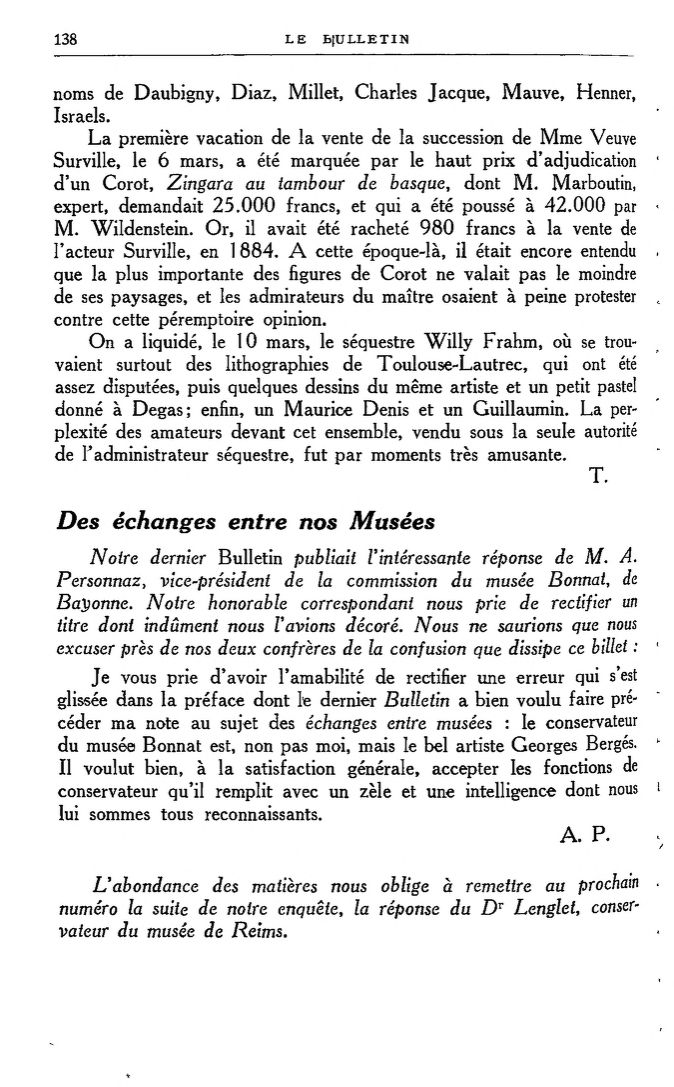 138 LE BULLETIN
noms de Daubigny, Diaz, Millet, Charles Jacque, Mauve, Henner,
Israels.
La première vacation de la vente de la succession de Mme Veuve
Surville, le 6 mars, a été marquée par le haut prix d'adjudication
d'un Corot, Zingara au tambour de basque, dont M. Marboutin,
expert, demandait 25.000 francs, et qui a été poussé à 42.000 par
M. Wildenstein. Or, il avait été racheté 980 francs à la vente de
l'acteur Surville, en 1884. A cette époque-là, il était encore entendu
que la plus importante des figures de Corot ne valait pas le moindre
de ses paysages, et les admirateurs du maître osaient à peine protester
contre cette péremptoire opinion.
On a liquidé, le 10 mars, le séquestre Willy Frahm, où se trou-
vaient surtout des lithographies de Toulouse-Lautrec, qui ont été
assez disputées, puis quelques dessins du même artiste et un petit pastel
donné à Degas; enfin, un Maurice Denis et un Guillaumin. La per-
plexité des amateurs devant cet ensemble, vendu sous la seule autorité
de l'administrateur séquestre, fut par moments très amusante.
T.
Des échanges entre nos Musées
Notre dernier Bulletin publiait l'intéressante réponse de M. A.
Personnaz, vice-président de la commission du musée Bonnat, de
Bayonne. Notre honorable correspondant nous prie de rectifier un
titre dont indûment nous l'avions décoré. Nous ne saurions que nous
excuser près de nos deux confrères de la confusion que dissipe ce billet :
Je vous prie d'avoir l'amabilité de rectifier une erreur qui s'est
glissée dans la préface dont le dernier Bulletin a bien voulu faire pré-
céder ma note au sujet des échanges entre musées : le conservateur
du musée Bonnat est, non pas moi, mais le bel artiste Georges Bergés.
Il voulut bien, à la satisfaction générale, accepter les fonctions de
conservateur qu'il remplit avec un zèle et une intelligence dont nous
lui sommes tous reconnaissants.
A. P.
L'abondance des matières nous oblige à remettre au prochain
numéro la suite de notre enquête, la réponse du Dr Lenglet, conser-
vateur du musée de Reims.